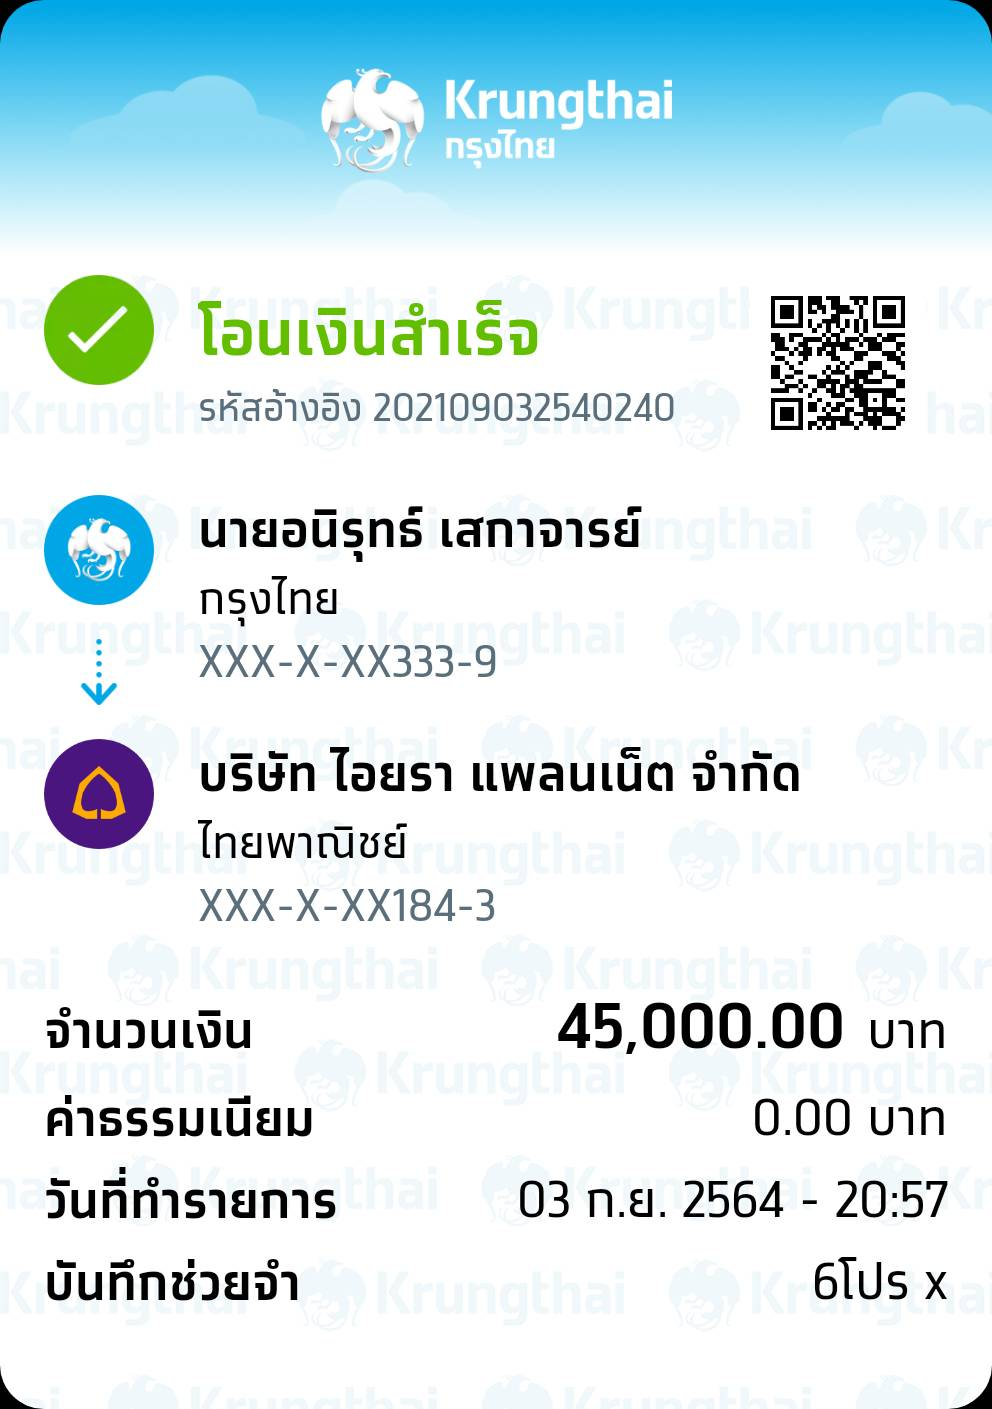 Krungthai
กรุงไทย
โอนเงินสำเร็จ
รหัสอ้างอิง 202109032540240
นายอนิรุทธ์ เสกาจารย์
กรุงไทย
XXX-X-XX333-9
บริษัท ไอยรา แพลนเน็ต จำกัด
ไทยพาณิชย์
XXX-X-XX184-3
จำนวนเงิน 45,000.00 บาท
ค่าธรรมเนียม 0.00 บาท
วันที่ทำรายการ 03 ก.ย. 2564 - 20:57
บันทึกช่วยจำ 6โปร x